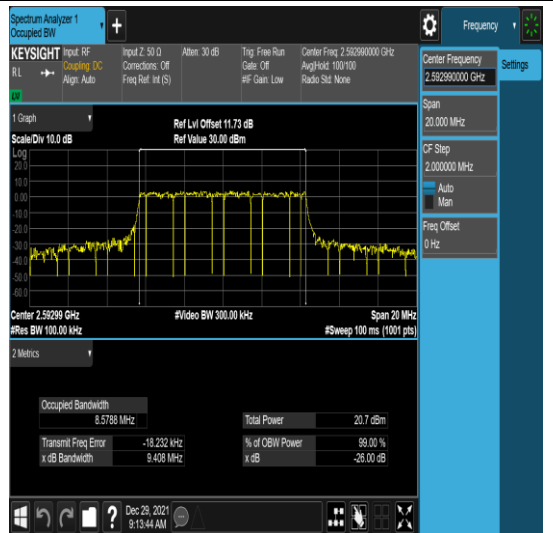 Spectrum Analyzer 1
Occupied BW
+
Frequency
KEYSIGHT
Input: RF
Coupling: DC
Align: Auto
R L
Input Z: 50 Ω
Corrections: Off
Freq Ref: Int (S)
Atten: 30 dB
Trig: Free Run
Gate: Off
#IF Gain: Low
Center Freq: 2.592990000 GHz
Avg|Hold: 100/100
Radio Std: None
Center Frequency
2.592990000 GHz
Settings
Span
20.000 MHz
CF Step
2.000000 MHz
Auto
Man
Freq Offset
0 Hz
1 Graph
Scale/Div 10.0 dB
Ref Lvl Offset 11.73 dB
Ref Value 30.00 dBm
Log
20.0
10.0
0.00
-10.0
-20.0
-30.0
-40.0
-50.0
-60.0
Center 2.59299 GHz
#Video BW 300.00 kHz
Span 20 MHz
#Res BW 100.00 kHz
#Sweep 100 ms (1001 pts)
2 Metrics
Occupied Bandwidth
8.5788 MHz
Total Power
20.7 dBm
Transmit Freq Error
-18.232 kHz
% of OBW Power
99.00 %
x dB Bandwidth
9.408 MHz
x dB
-26.00 dB
?
Dec 29, 2021
9:13:44 AM